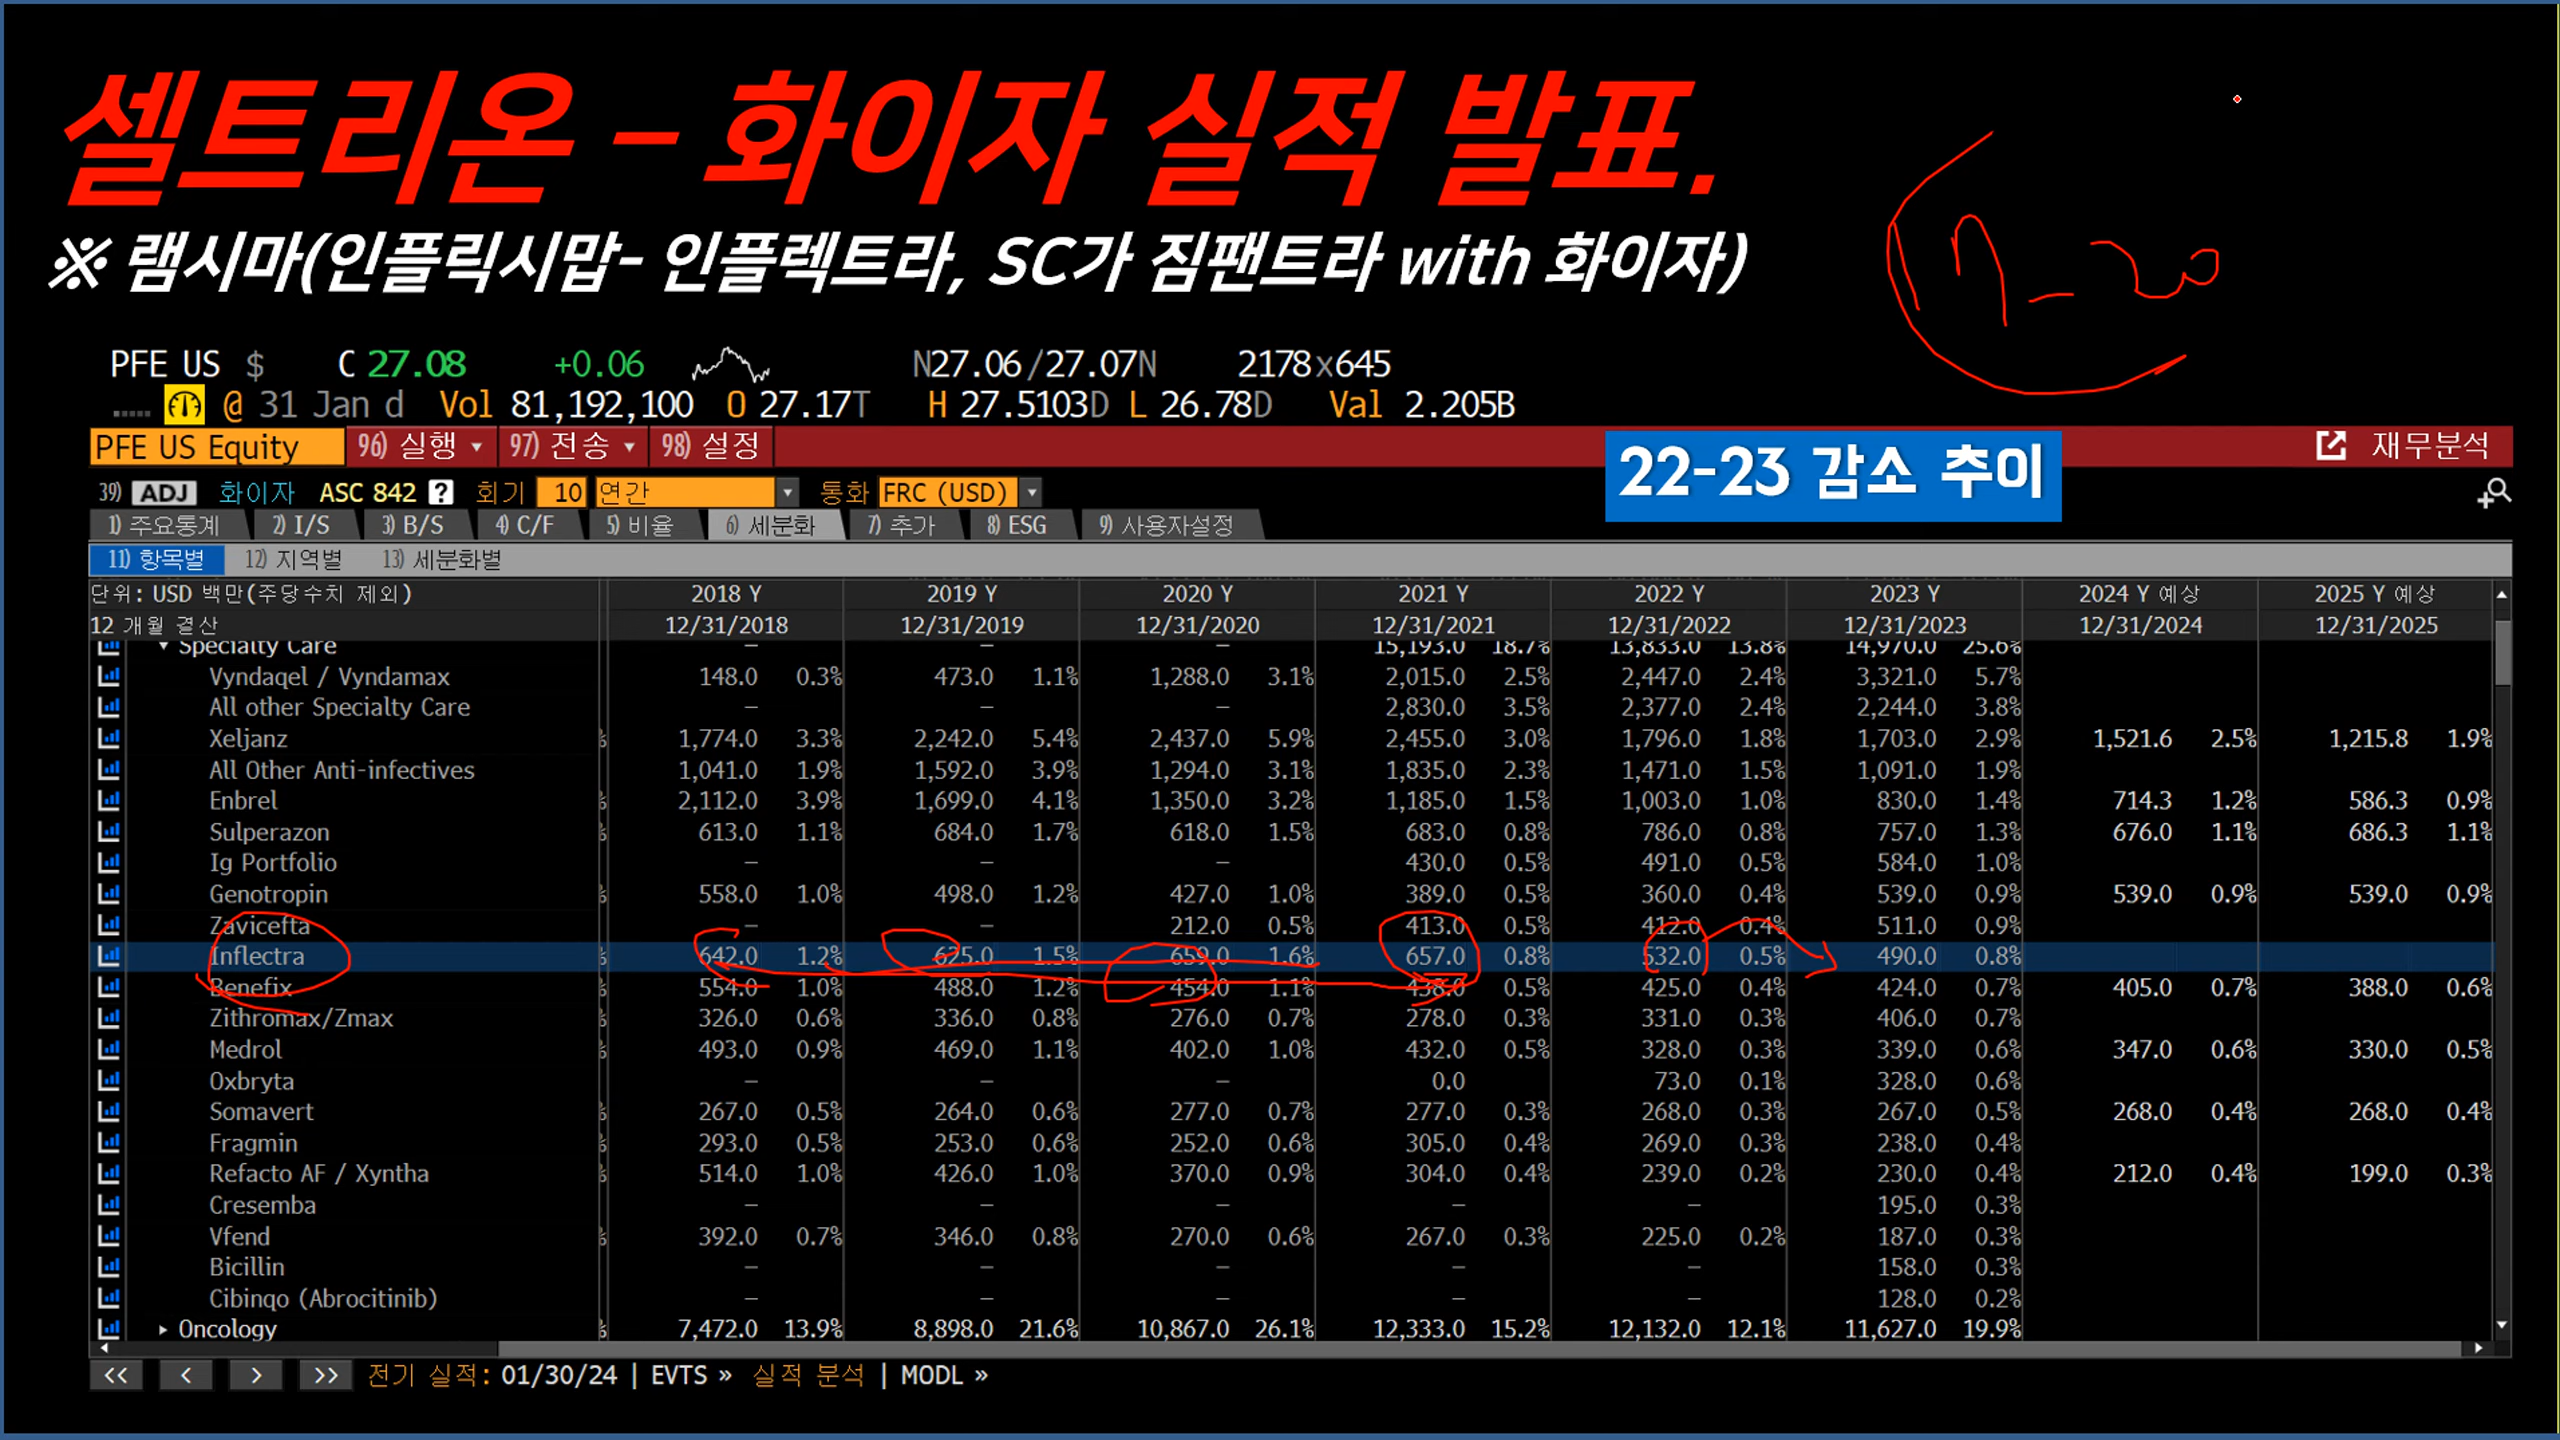 셀트리온 – 화이자 실적 발표.
※ 램시마(인플릭시맙- 인플렉트라, SC가 짐팬트라 with 화이자)
PFE US $ C 27.08 +0.06 N27.06/27.07N 2178x645
@ 31 Jan d Vol 81,192,100 O 27.17T H 27.5103D L 26.78D Val 2.205B
PFE US Equity 96) 실행 97) 전송 98) 설정 22-23 감소 추이 재무분석
39) ADJ 화이자 ASC 842 ? 회기 10 연간 통화 FRC (USD)
1) 주요통계 2) I/S 3) B/S 4) C/F 5) 비율 6) 세분화 7) 추가 8) ESG 9) 사용자설정
11) 항목별 12) 지역별 13) 세분화별
단위: USD 백만(주당수치 제외) 2018 Y 2019 Y 2020 Y 2021 Y 2022 Y 2023 Y 2024 Y 예상 2025 Y 예상
12 개월 결산 12/31/2018 12/31/2019 12/31/2020 12/31/2021 12/31/2022 12/31/2023 12/31/2024 12/31/2025
Specialty Care – – – 15,193.0 18.7% 13,833.0 13.8% 14,970.0 25.6%
Vyndaqel / Vyndamax 148.0 0.3% 473.0 1.1% 1,288.0 3.1% 2,015.0 2.5% 2,447.0 2.4% 3,321.0 5.7%
All other Specialty Care – – – 2,830.0 3.5% 2,377.0 2.4% 2,244.0 3.8%
Xeljanz % 1,774.0 3.3% 2,242.0 5.4% 2,437.0 5.9% 2,455.0 3.0% 1,796.0 1.8% 1,703.0 2.9% 1,521.6 2.5% 1,215.8 1.9%
All Other Anti-infectives 1,041.0 1.9% 1,592.0 3.9% 1,294.0 3.1% 1,835.0 2.3% 1,471.0 1.5% 1,091.0 1.9%
Enbrel % 2,112.0 3.9% 1,699.0 4.1% 1,350.0 3.2% 1,185.0 1.5% 1,003.0 1.0% 830.0 1.4% 714.3 1.2% 586.3 0.9%
Sulperazon % 613.0 1.1% 684.0 1.7% 618.0 1.5% 683.0 0.8% 786.0 0.8% 757.0 1.3% 676.0 1.1% 686.3 1.1%
Ig Portfolio – – – 430.0 0.5% 491.0 0.5% 584.0 1.0%
Genotropin % 558.0 1.0% 498.0 1.2% 427.0 1.0% 389.0 0.5% 360.0 0.4% 539.0 0.9% 539.0 0.9% 539.0 0.9%
Zavicefta – – 212.0 0.5% 413.0 0.5% 412.0 0.4% 511.0 0.9%
Inflectra % 642.0 1.2% 625.0 1.5% 659.0 1.6% 657.0 0.8% 532.0 0.5% 490.0 0.8%
Benefix % 554.0 1.0% 488.0 1.2% 454.0 1.1% 438.0 0.5% 425.0 0.4% 424.0 0.7% 405.0 0.7% 388.0 0.6%
Zithromax/Zmax % 326.0 0.6% 336.0 0.8% 276.0 0.7% 278.0 0.3% 331.0 0.3% 406.0 0.7%
Medrol % 493.0 0.9% 469.0 1.1% 402.0 1.0% 432.0 0.5% 328.0 0.3% 339.0 0.6% 347.0 0.6% 330.0 0.5%
Oxbryta – – – 0.0 73.0 0.1% 328.0 0.6%
Somavert % 267.0 0.5% 264.0 0.6% 277.0 0.7% 277.0 0.3% 268.0 0.3% 267.0 0.5% 268.0 0.4% 268.0 0.4%
Fragmin % 293.0 0.5% 253.0 0.6% 252.0 0.6% 305.0 0.4% 269.0 0.3% 238.0 0.4%
Refacto AF / Xyntha % 514.0 1.0% 426.0 1.0% 370.0 0.9% 304.0 0.4% 239.0 0.2% 230.0 0.4% 212.0 0.4% 199.0 0.3%
Cresemba – – – – – 195.0 0.3%
Vfend % 392.0 0.7% 346.0 0.8% 270.0 0.6% 267.0 0.3% 225.0 0.2% 187.0 0.3%
Bicillin – – – – – 158.0 0.3%
Cibinqo (Abrocitinib) – – – – – 128.0 0.2%
Oncology % 7,472.0 13.9% 8,898.0 21.6% 10,867.0 26.1% 12,333.0 15.2% 12,132.0 12.1% 11,627.0 19.9%
<< < > >> 전기 실적: 01/30/24 | EVTS » 실적 분석 | MODL »